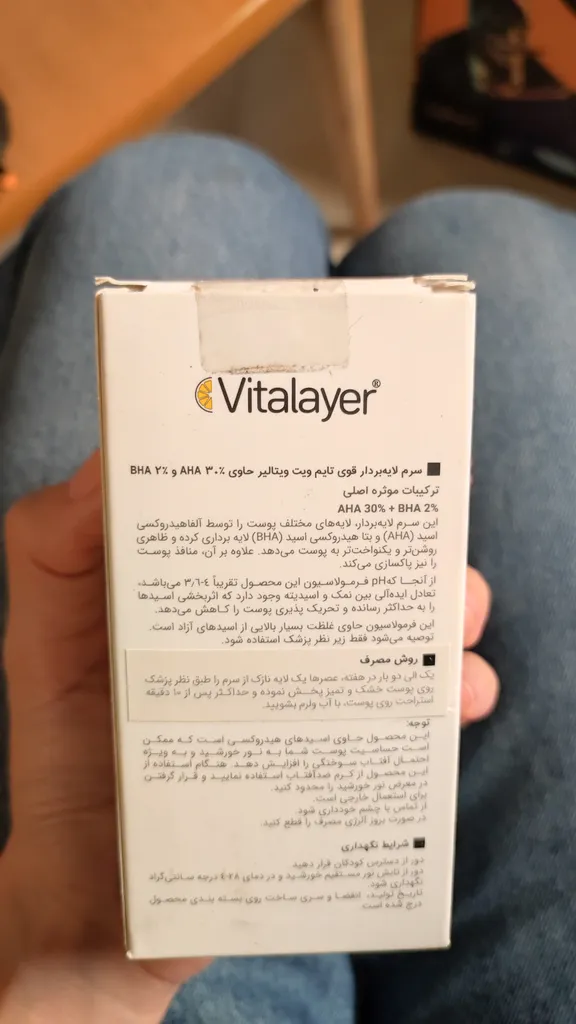 Vitalayer®
سرم لایه‌بردار قوی تایم ویت ویتالیر حاوی ۳۰٪ AHA و ۲٪ BHA
ترکیبات موثره اصلی
AHA 30% + BHA 2%
این سرم لایه‌بردار، لایه‌های مختلف پوست را توسط آلفاهیدروکسی
اسید (AHA) و بتا هیدروکسی اسید (BHA) لایه برداری کرده و ظاهری
روشن‌تر و یکنواخت‌تر به پوست می‌دهد. علاوه بر آن، منافذ پوست
را نیز پاکسازی می‌کند.
از آنجا که pH فرمولاسیون این محصول تقریباً ٤-٣٫٦ می‌باشد،
تعادل ایده‌آلی بین نمک و اسیدیته وجود دارد که اثربخشی اسیدها
را به حداکثر رسانده و تحریک پذیری پوست را کاهش می‌دهد.
این فرمولاسیون حاوی غلظت بسیار بالایی از اسیدهای آزاد است.
توصیه می‌شود فقط زیر نظر پزشک استفاده شود.
روش مصرف
یک الی دو بار در هفته، عصرها یک لایه نازک از سرم را طبق نظر پزشک
روی پوست خشک و تمیز پخش نموده و حداکثر پس از ۱۰ دقیقه
استراحت روی پوست، با آب ولرم بشویید.
توجه:
این محصول حاوی اسیدهای هیدروکسی است که ممکن
است حساسیت پوست شما به نور خورشید و به ویژه
احتمال آفتاب سوختگی را افزایش دهد. هنگام استفاده از
این محصول از کرم ضدآفتاب استفاده نمایید و قرار گرفتن
در معرض نور خورشید را محدود کنید.
برای استعمال خارجی است.
از تماس با چشم خودداری شود.
در صورت بروز آلرژی مصرف را قطع کنید.
شرایط نگهداری
دور از دسترس کودکان قرار دهید.
دور از تابش نور مستقیم خورشید و در دمای ٢٨-٤ درجه سانتی‌گراد
نگهداری شود.
تاریخ تولید، انقضا و سری ساخت روی بسته بندی محصول
درج شده است.